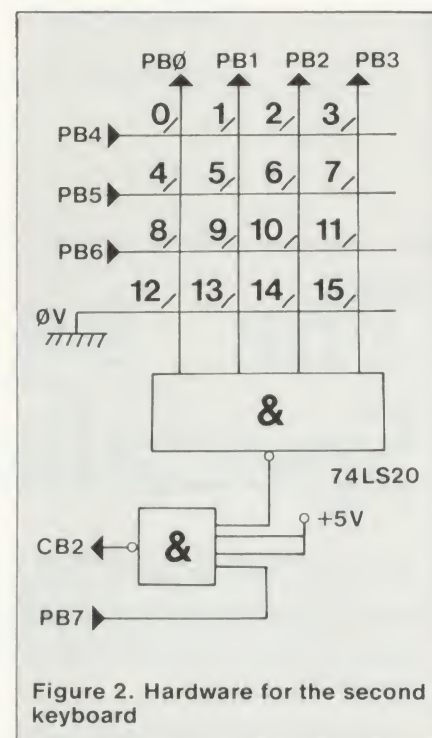 PBØ PB1 PB2 PB3
0 1 2 3
PB4
4 5 6 7
PB5
8 9 10 11
PB6
12 13 14 15
ØV
&
74LS20
+5V
CB2 &
PB7
Figure 2. Hardware for the second
keyboard